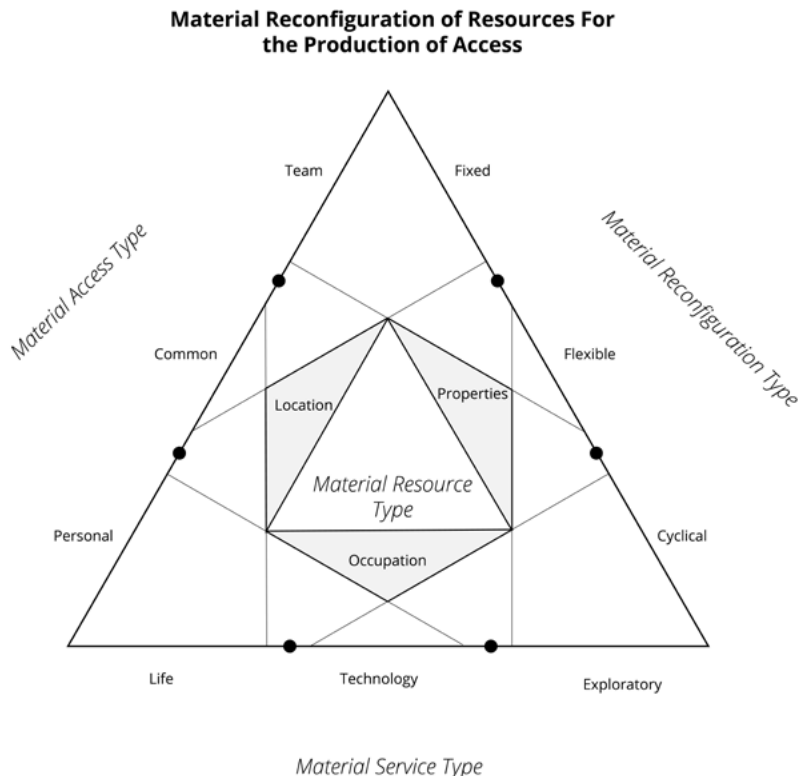 Material Reconfiguration of Resources For
the Production of Access
Team
Fixed
Material Access Type
Material Reconfiguration Type
Common
Flexible
Location
Properties
Material Resource
Type
Personal
Cyclical
Occupation
Life
Technology
Exploratory
Material Service Type